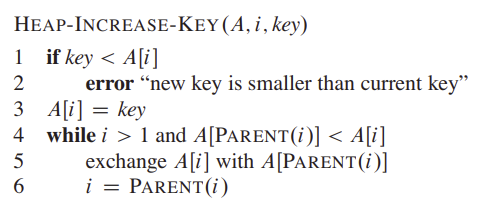 HEAP-INCREASE-KEY(A, i, key)
1 if key < A[i]
2 error “new key is smaller than current key”
3 A[i] = key
4 while i > 1 and A[PARENT(i)] < A[i]
5 exchange A[i] with A[PARENT(i)]
6 i = PARENT(i)